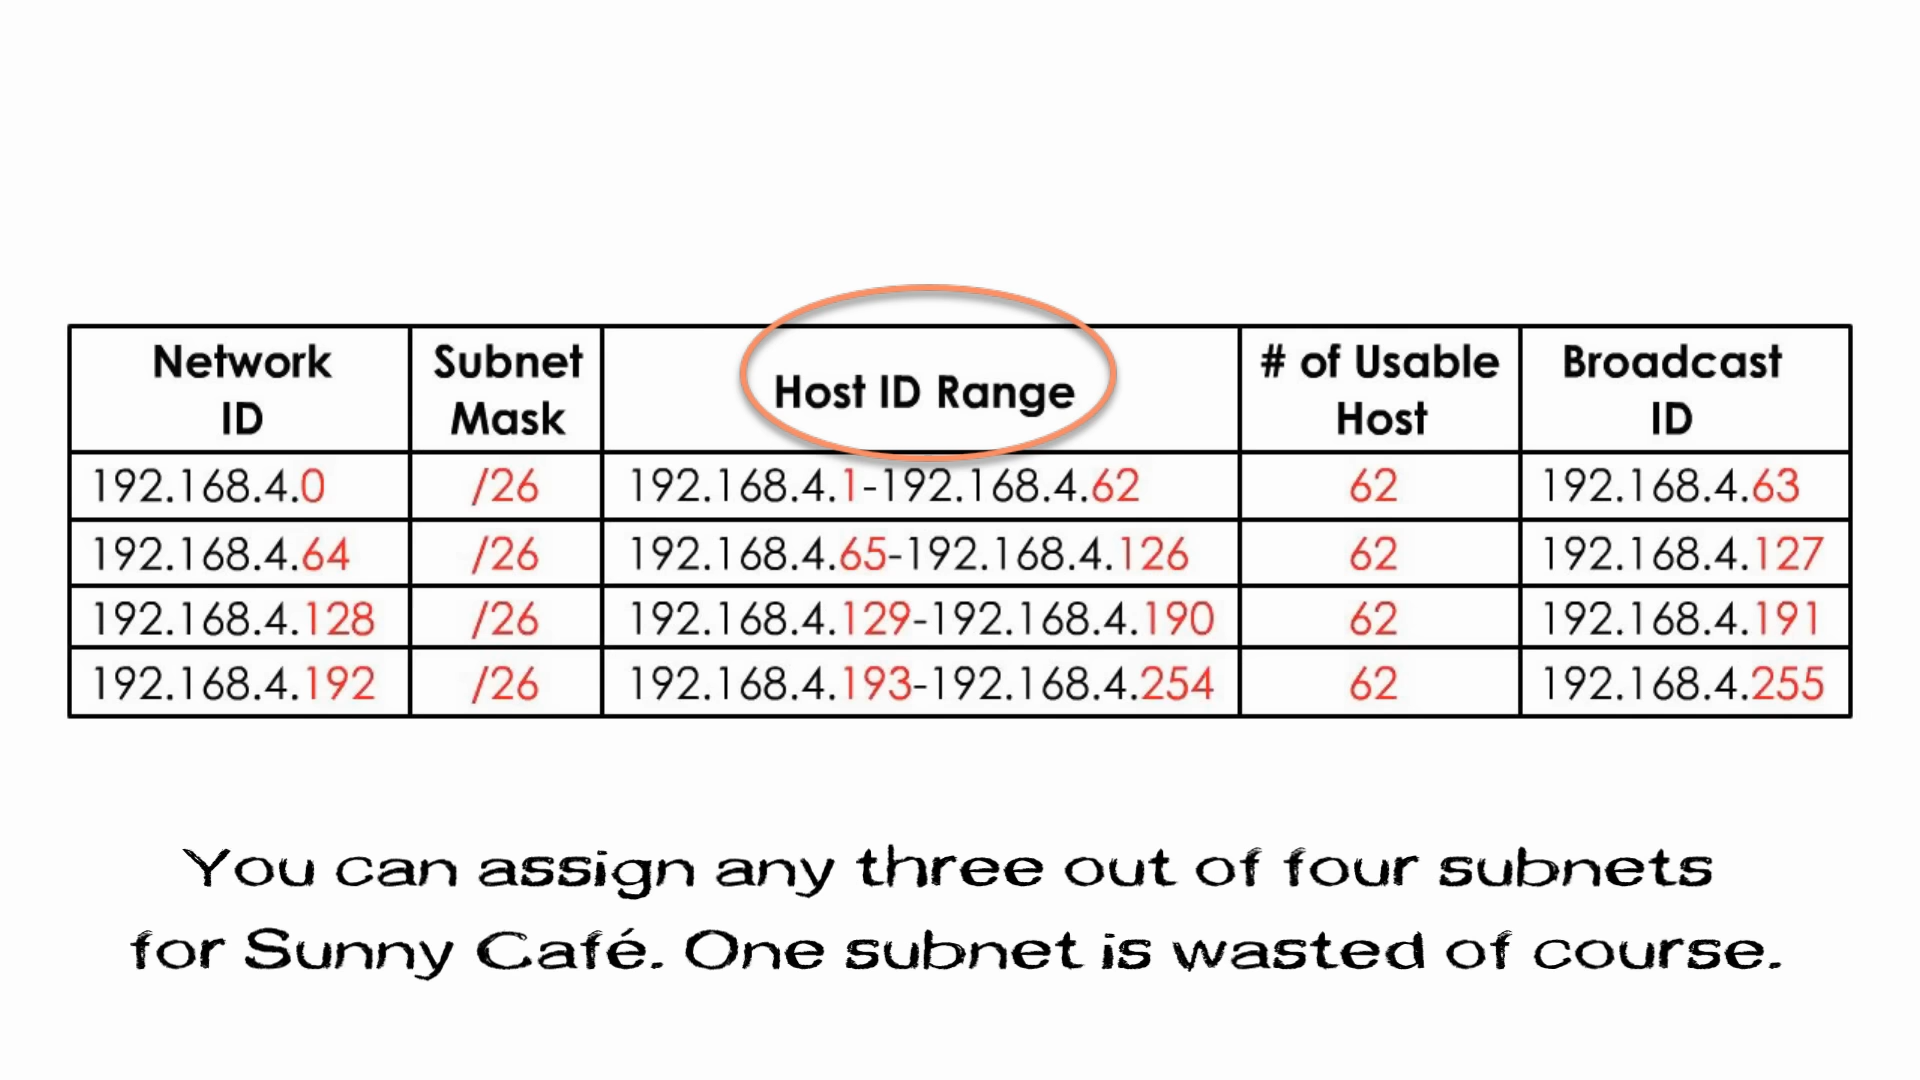 Network ID Subnet Mask Host ID Range # of Usable Host Broadcast ID
192.168.4.0 /26 192.168.4.1-192.168.4.62 62 192.168.4.63
192.168.4.64 /26 192.168.4.65-192.168.4.126 62 192.168.4.127
192.168.4.128 /26 192.168.4.129-192.168.4.190 62 192.168.4.191
192.168.4.192 /26 192.168.4.193-192.168.4.254 62 192.168.4.255
You can assign any three out of four subnets
for Sunny Café. One subnet is wasted of course.